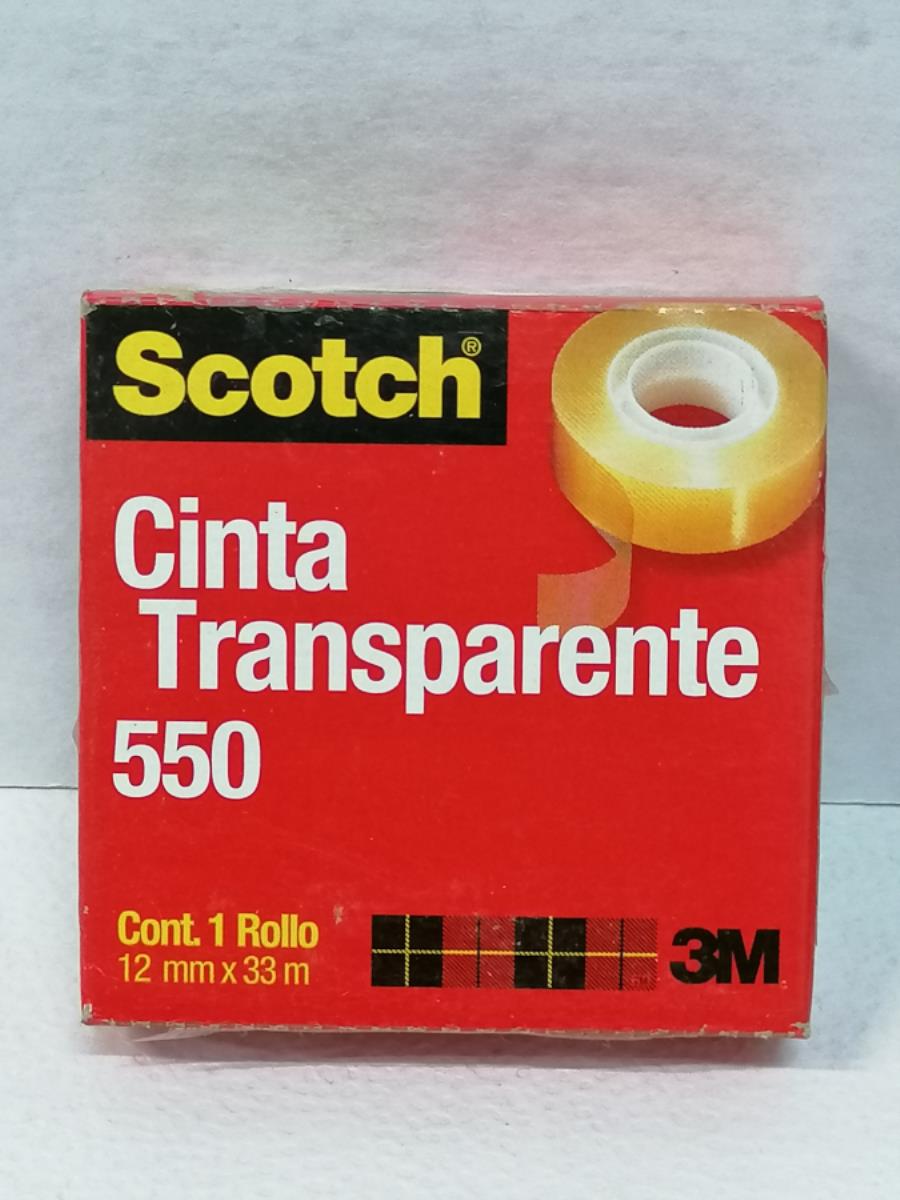 Scotch®
Cinta
Transparente
550
Cont. 1 Rollo
12 mm x 33 m
3M